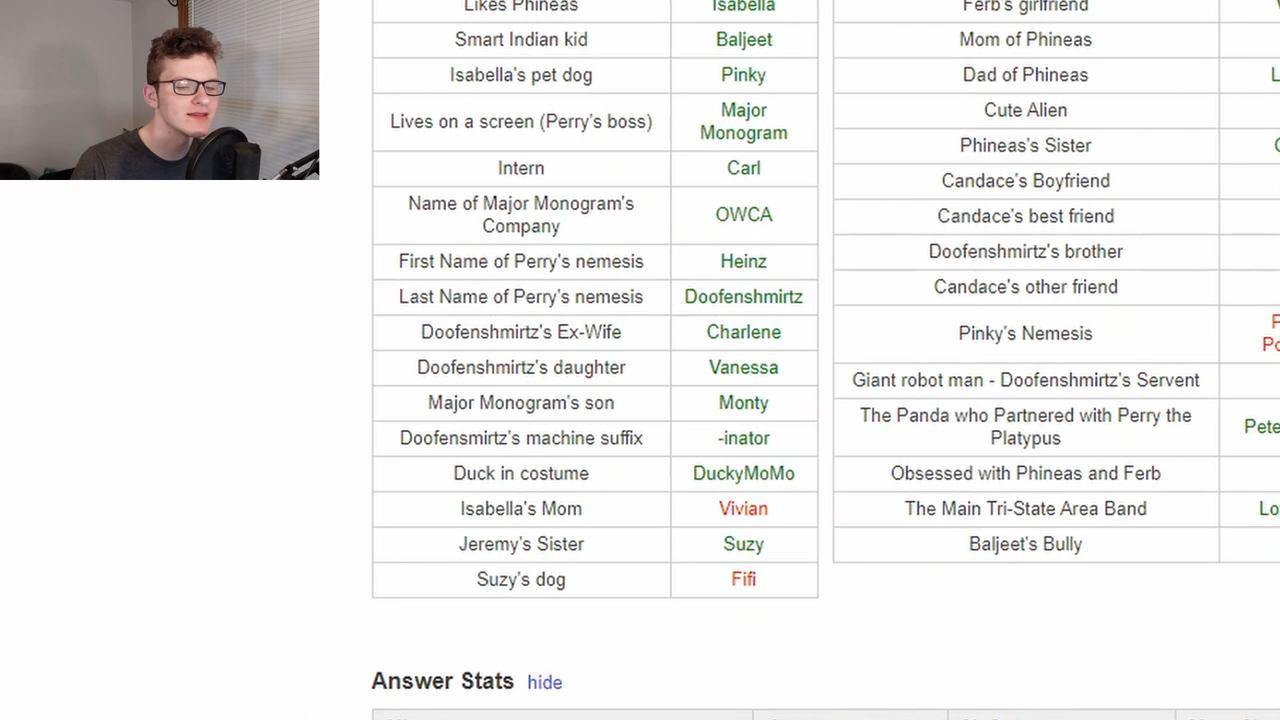 Likes Phineas Isabella
Smart Indian kid Baljeet
Isabella's pet dog Pinky
Lives on a screen (Perry's boss) Major
Monogram
Intern Carl
Name of Major Monogram's
Company OWCA
First Name of Perry's nemesis Heinz
Last Name of Perry's nemesis Doofenshmirtz
Doofenshmirtz's Ex-Wife Charlene
Doofenshmirtz's daughter Vanessa
Major Monogram's son Monty
Doofensmirtz's machine suffix -inator
Duck in costume DuckyMoMo
Isabella's Mom Vivian
Jeremy's Sister Suzy
Suzy's dog Fifi
Ferb's girlfriend
Mom of Phineas
Dad of Phineas L
Cute Alien
Phineas's Sister
Candace's Boyfriend
Candace's best friend
Doofenshmirtz's brother
Candace's other friend
Pinky's Nemesis
Po
Giant robot man - Doofenshmirtz's Servent
The Panda who Partnered with Perry the
Platypus Pete
Obsessed with Phineas and Ferb
The Main Tri-State Area Band Lo
Baljeet's Bully
Answer Stats hide